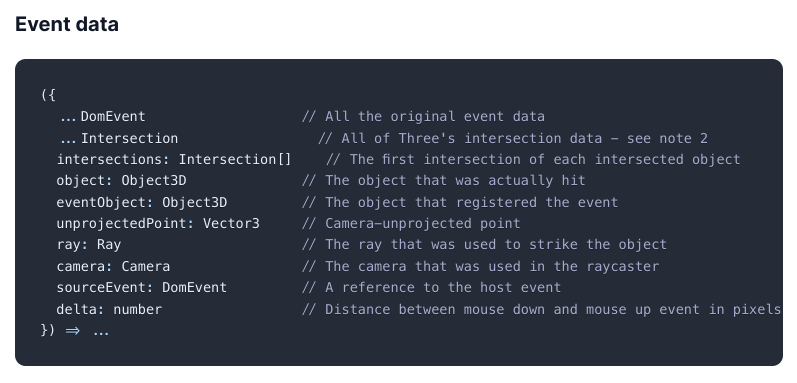 Event data
({
...DomEvent // All the original event data
...Intersection // All of Three's intersection data - see note 2
intersections: Intersection[] // The first intersection of each intersected object
object: Object3D // The object that was actually hit
eventObject: Object3D // The object that registered the event
unprojectedPoint: Vector3 // Camera-unprojected point
ray: Ray // The ray that was used to strike the object
camera: Camera // The camera that was used in the raycaster
sourceEvent: DomEvent // A reference to the host event
delta: number // Distance between mouse down and mouse up event in pixels
}) => ...